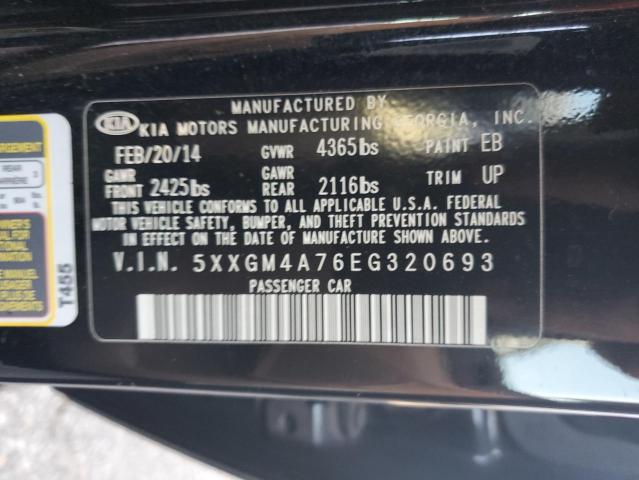 MANUFACTURED BY
KIA KIA MOTORS MANUFACTURING GEORGIA, INC.
FEB/20/14 GVWR 4365lbs PAINT EB
GAWR FRONT 2425lbs GAWR REAR 2116lbs TRIM UP
THIS VEHICLE CONFORMS TO ALL APPLICABLE U.S.A. FEDERAL
MOTOR VEHICLE SAFETY, BUMPER, AND THEFT PREVENTION STANDARDS
IN EFFECT ON THE DATE OF MANUFACTURE SHOWN ABOVE
V.I.N. 5XXGM4A76EG320693
PASSENGER CAR
REAR
3
T455